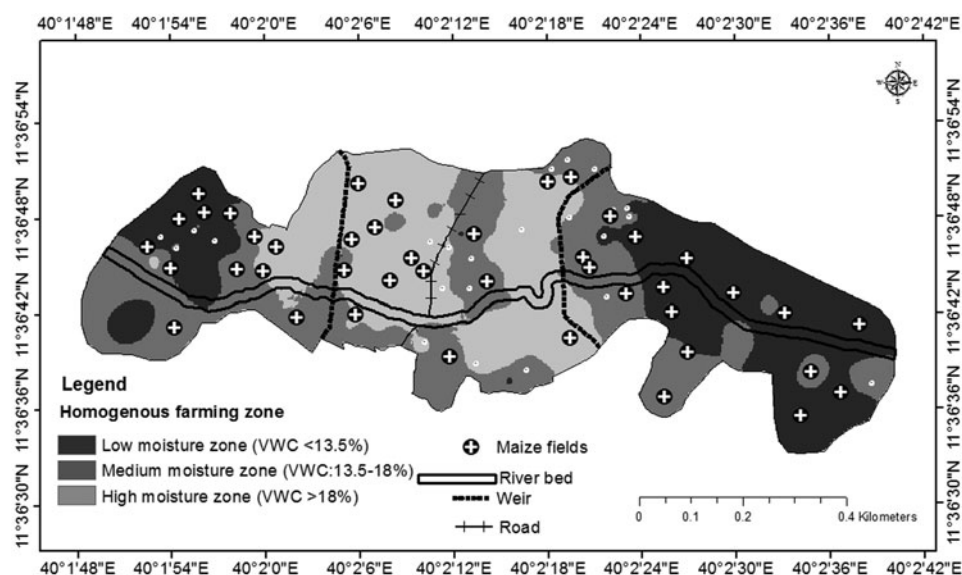 40°1'48"E 40°1'54"E 40°2'0"E 40°2'6"E 40°2'12"E 40°2'18"E 40°2'24"E 40°2'30"E 40°2'36"E 40°2'42"E
N
W E
S
11°36'54"N 11°36'54"N
11°36'48"N 11°36'48"N
11°36'42"N 11°36'42"N
11°36'36"N 11°36'36"N
11°36'30"N 11°36'30"N
Legend
Homogenous farming zone
Low moisture zone (VWC <13.5%)
Medium moisture zone (VWC:13.5-18%)
High moisture zone (VWC >18%)
Maize fields
River bed
Weir
Road
0 0.1 0.2 0.4 Kilometers
40°1'48"E 40°1'54"E 40°2'0"E 40°2'6"E 40°2'12"E 40°2'18"E 40°2'24"E 40°2'30"E 40°2'36"E 40°2'42"E